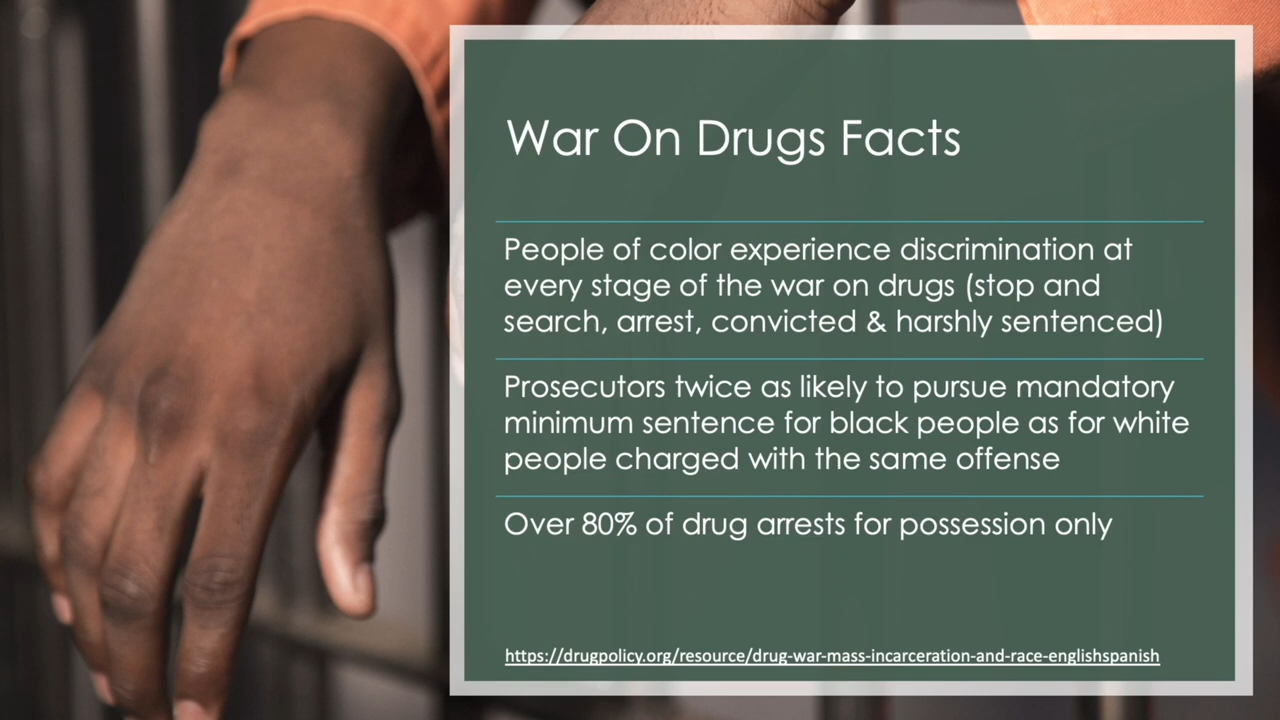 War On Drugs Facts
People of color experience discrimination at
every stage of the war on drugs (stop and
search, arrest, convicted & harshly sentenced)
Prosecutors twice as likely to pursue mandatory
minimum sentence for black people as for white
people charged with the same offense
Over 80% of drug arrests for possession only
https://drugpolicy.org/resource/drug-war-mass-incarceration-and-race-englishspanish